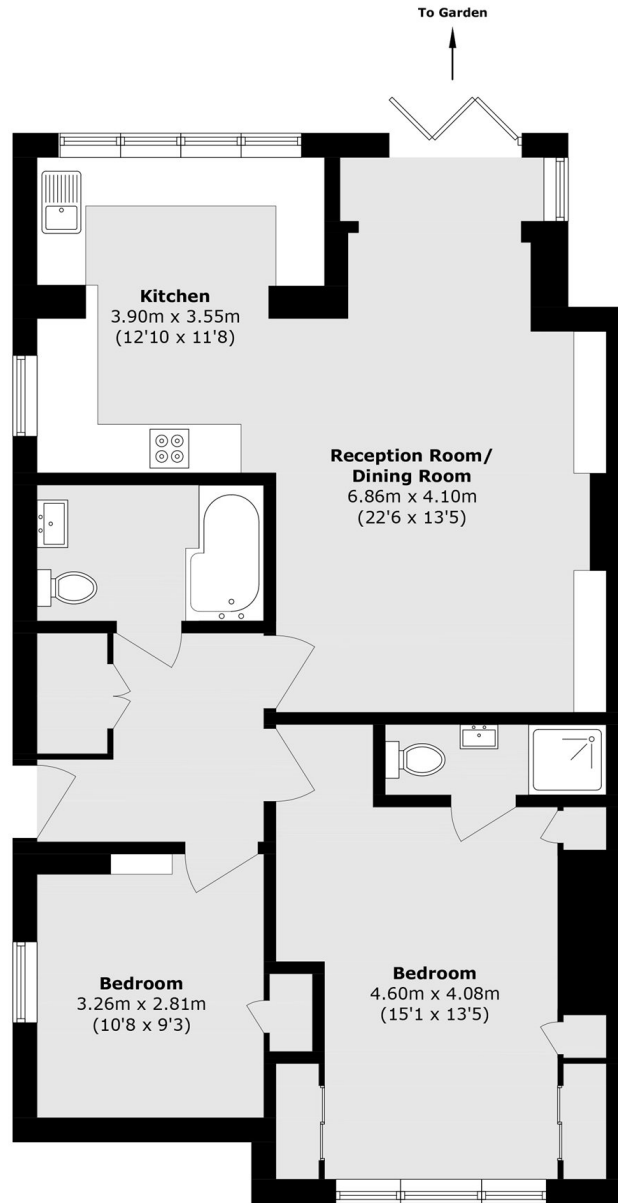 To Garden
Kitchen
3.90m x 3.55m
(12'10 x 11'8)
Reception Room/
Dining Room
6.86m x 4.10m
(22'6 x 13'5)
Bedroom
3.26m x 2.81m
(10'8 x 9'3)
Bedroom
4.60m x 4.08m
(15'1 x 13'5)